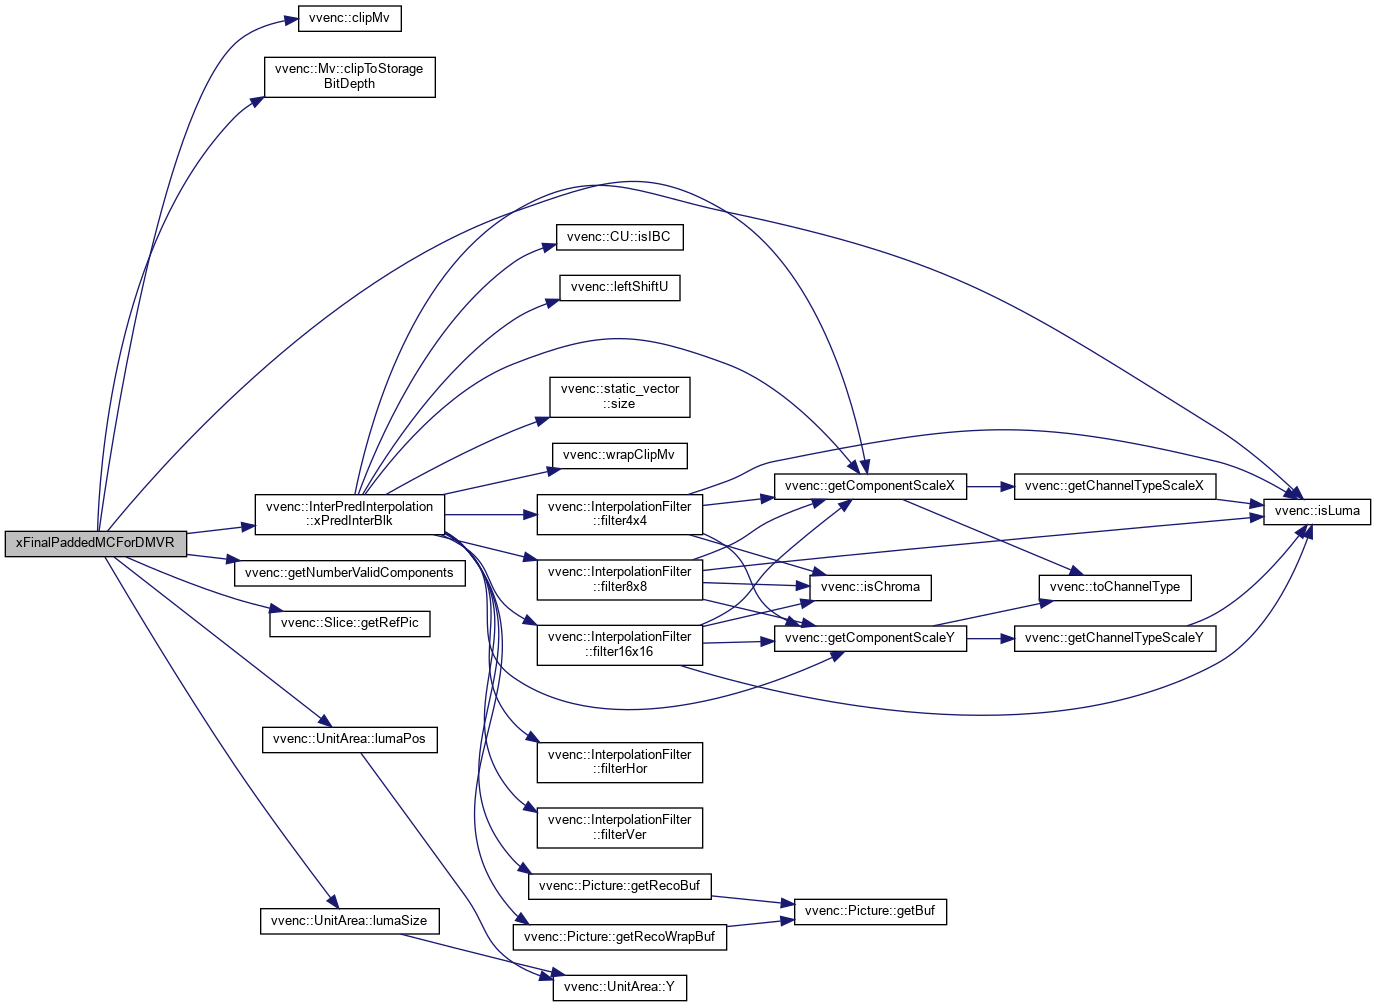 vvenc::clipMv
vvenc::Mv::clipToStorage
BitDepth
vvenc::CU::isIBC
vvenc::leftShiftU
vvenc::static_vector
::size
vvenc::wrapClipMv
vvenc::getComponentScaleX
vvenc::getChannelTypeScaleX
vvenc::isLuma
vvenc::InterPredInterpolation
::xPredInterBlk
vvenc::InterpolationFilter
::filter4x4
xFinalPaddedMCForDMVR
vvenc::getNumberValidComponents
vvenc::InterpolationFilter
::filter8x8
vvenc::isChroma
vvenc::toChannelType
vvenc::Slice::getRefPic
vvenc::InterpolationFilter
::filter16x16
vvenc::getComponentScaleY
vvenc::getChannelTypeScaleY
vvenc::UnitArea::lumaPos
vvenc::InterpolationFilter
::filterHor
vvenc::InterpolationFilter
::filterVer
vvenc::Picture::getRecoBuf
vvenc::Picture::getBuf
vvenc::UnitArea::lumaSize
vvenc::Picture::getRecoWrapBuf
vvenc::UnitArea::Y